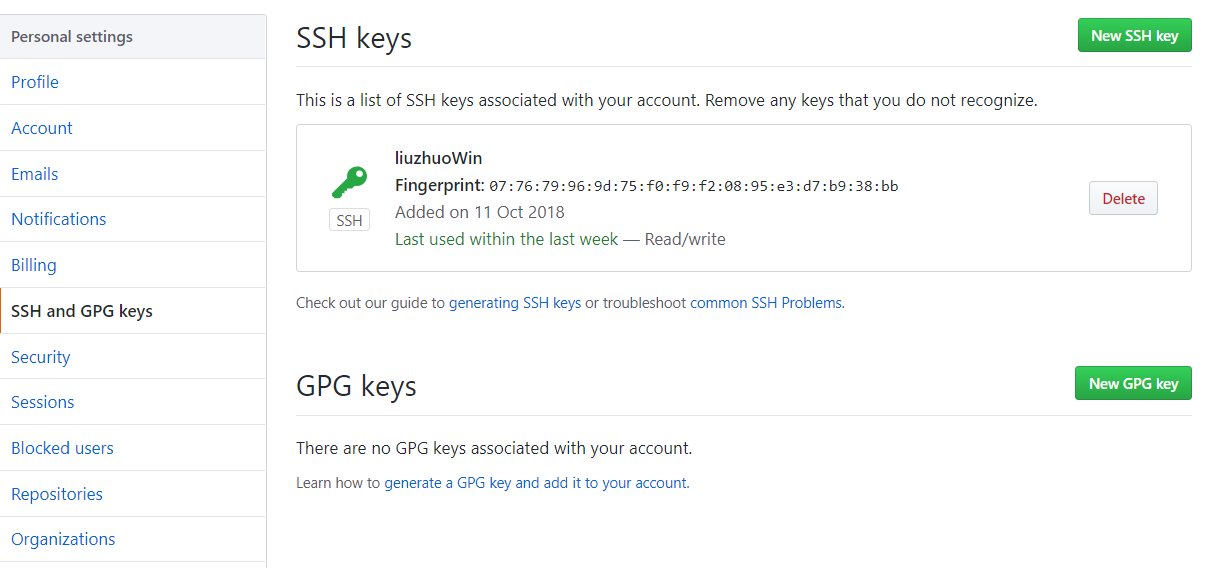 Personal settings
Profile
Account
Emails
Notifications
Billing
SSH and GPG keys
Security
Sessions
Blocked users
Repositories
Organizations
SSH keys
New SSH key
This is a list of SSH keys associated with your account. Remove any keys that you do not recognize.
SSH
liuzhuoWin
Fingerprint: 07:76:79:96:9d:75:f0:f9:f2:08:95:e3:d7:b9:38:bb
Added on 11 Oct 2018
Last used within the last week — Read/write
Delete
Check out our guide to generating SSH keys or troubleshoot common SSH Problems.
GPG keys
New GPG key
There are no GPG keys associated with your account.
Learn how to generate a GPG key and add it to your account.